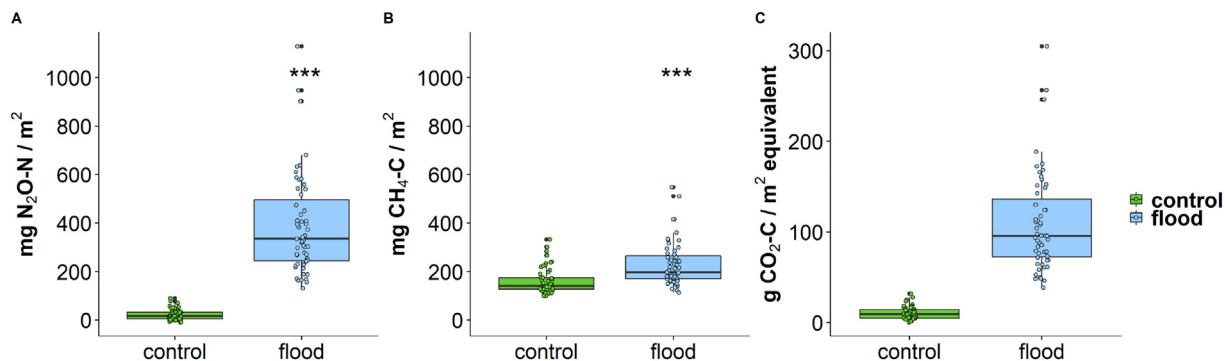 A
mg N₂O-N / m²
1000
800
600
400
200
0
***
control
flood
B
mg CH₄-C / m²
1000
800
600
400
200
0
***
control
flood
C
g CO₂-C / m² equivalent
300
200
100
0
control
flood
control
flood